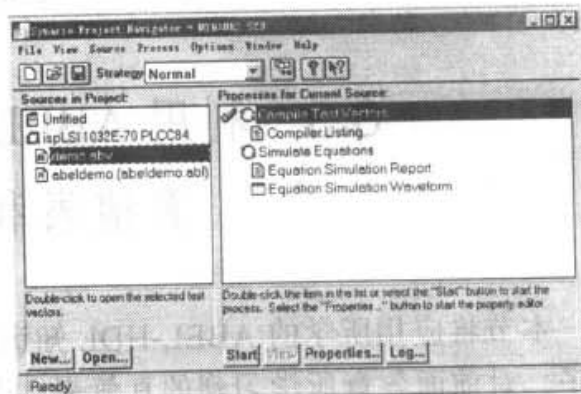 Synario Project Navigator -
File View Source Process Options Window Help
Strategy Normal
Sources in Project:
Untitled
ispLSI1032E-70 PLCC84
demo.abv
abeldemo (abeldemo.abl)
Double-click to open the selected test
vectors.
New... Open...
Processes for Current Source:
Compile Test Vectors
Compiler Listing
Simulate Equations
Equation Simulation Report
Equation Simulation Waveform
Double-click the item in the list or select the "Start" button to start the
process. Select the "Properties..." button to start the property editor
Start View Properties... Log...
Ready